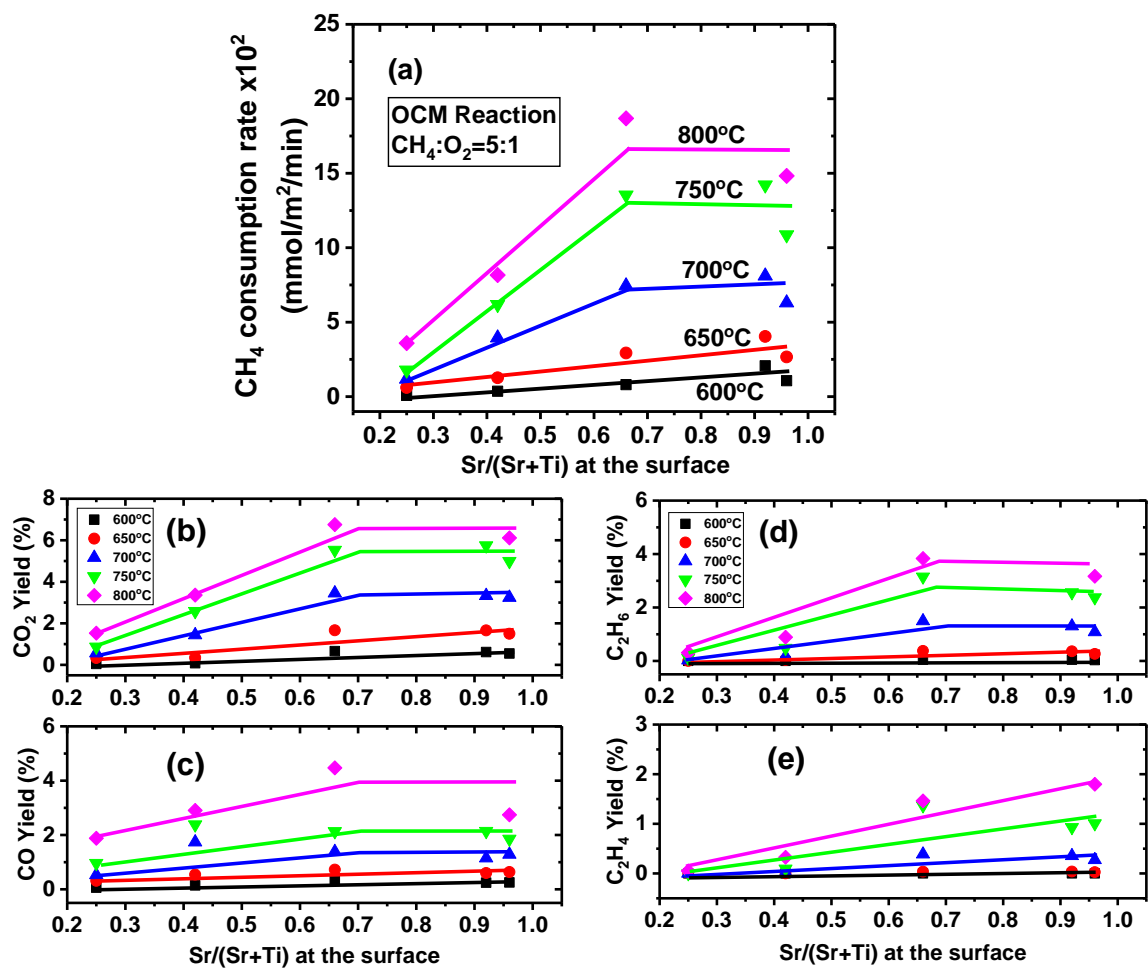 25
20
15
10
5
0
CH₄ consumption rate x10²
(mmol/m²/min)
(a)
OCM Reaction
CH₄:O₂=5:1
800°C
750°C
700°C
650°C
600°C
0.2 0.3 0.4 0.5 0.6 0.7 0.8 0.9 1.0
Sr/(Sr+Ti) at the surface
8
6
4
2
0
CO₂ Yield (%)
600°C
650°C
700°C
750°C
800°C
(b)
0.2 0.3 0.4 0.5 0.6 0.7 0.8 0.9 1.0
6
4
2
0
C₂H₆ Yield (%)
600°C
650°C
700°C
750°C
800°C
(d)
0.2 0.3 0.4 0.5 0.6 0.7 0.8 0.9 1.0
6
4
2
0
CO Yield (%)
(c)
0.2 0.3 0.4 0.5 0.6 0.7 0.8 0.9 1.0
Sr/(Sr+Ti) at the surface
3
2
1
0
C₂H₄ Yield (%)
(e)
0.2 0.3 0.4 0.5 0.6 0.7 0.8 0.9 1.0
Sr/(Sr+Ti) at the surface